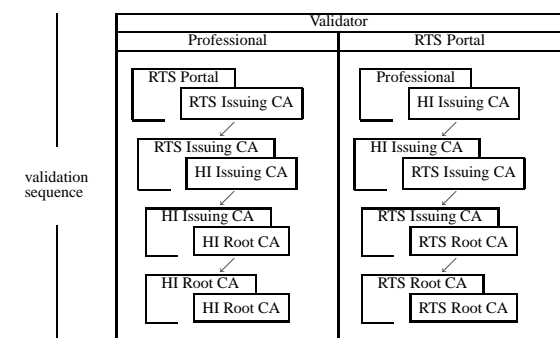 Validator
Professional RTS Portal
RTS Portal Professional
RTS Issuing CA HI Issuing CA
RTS Issuing CA HI Issuing CA
HI Issuing CA RTS Issuing CA
validation
sequence
HI Issuing CA RTS Issuing CA
HI Root CA RTS Root CA
HI Root CA RTS Root CA
HI Root CA RTS Root CA